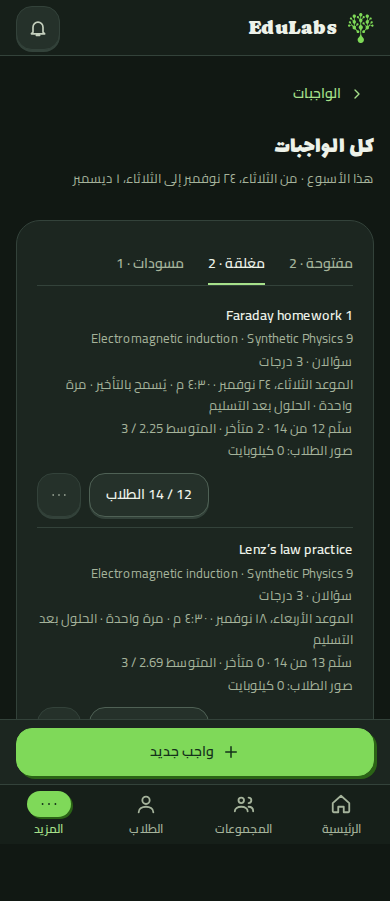 EduLabs
الواجبات
كل الواجبات
هذا الأسبوع · من الثلاثاء، ٢٤ نوفمبر إلى الثلاثاء، ١ ديسمبر
مفتوحة · 2
مغلقة · 2
مسودات · 1
Faraday homework 1
Electromagnetic induction · Synthetic Physics 9
سؤالان · 3 درجات
الموعد الثلاثاء، ٢٤ نوفمبر ٤:٣٠ م · يُسمح بالتأخير · مرة
واحدة · الحلول بعد التسليم
سلّم 12 من 14 · 2 متأخر · المتوسط 2.25 / 3
صور الطلاب: 0 كيلوبايت
12 / 14 الطلاب
Lenz’s law practice
Electromagnetic induction · Synthetic Physics 9
سؤالان · 3 درجات
الموعد الأربعاء، ١٨ نوفمبر ٤:٣٠ م · مرة واحدة · الحلول بعد
التسليم
سلّم 13 من 14 · 0 متأخر · المتوسط 2.69 / 3
صور الطلاب: 0 كيلوبايت
واجب جديد
الرئيسية
المجموعات
الطلاب
المزيد